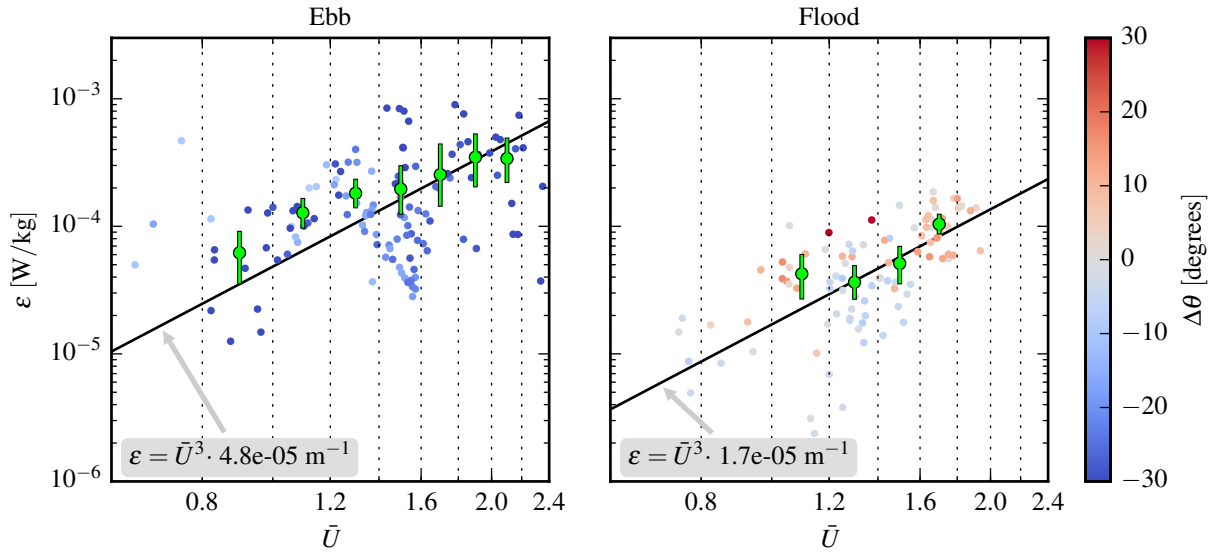 Ebb
Flood
ε [W/kg]
10⁻³
10⁻⁴
10⁻⁵
10⁻⁶
ε = Ū³ · 4.8e-05 m⁻¹
0.8
1.2
1.6
2.0
2.4
Ū
ε = Ū³ · 1.7e-05 m⁻¹
0.8
1.2
1.6
2.0
2.4
Ū
30
20
10
0
−10
−20
−30
Δθ [degrees]